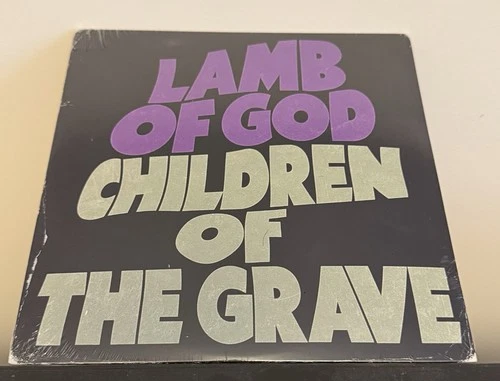 LAMB
OF GOD
CHILDREN
OF
THE GRAVE